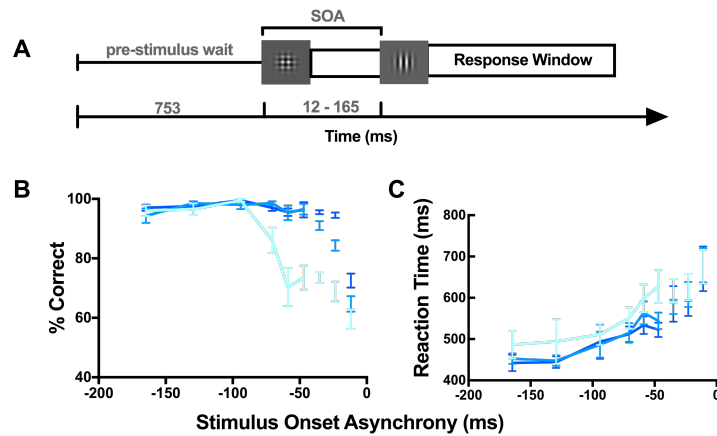 SOA
A
pre-stimulus wait
Response Window
753
12 - 165
Time (ms)
B
C
100
80
60
40
% Correct
-200
-150
-100
-50
0
800
700
600
500
400
Reaction Time (ms)
-200
-150
-100
-50
0
Stimulus Onset Asynchrony (ms)